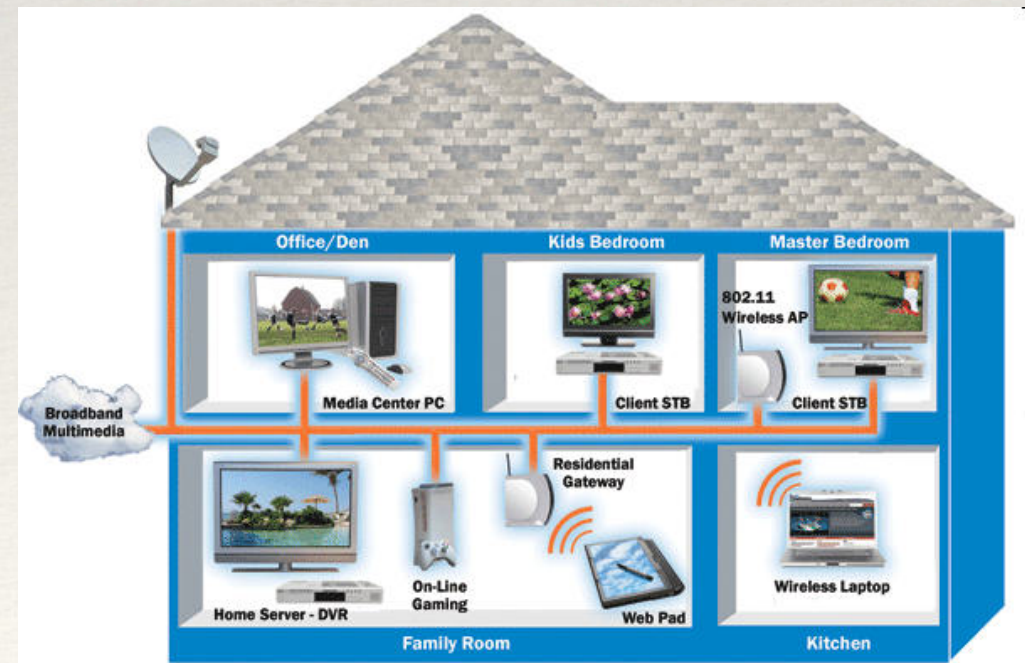 Office/Den
Kids Bedroom
Master Bedroom
802.11
Wireless AP
Media Center PC
Client STB
Client STB
Broadband
Multimedia
Residential
Gateway
On-Line
Gaming
Home Server - DVR
Web Pad
Wireless Laptop
Family Room
Kitchen